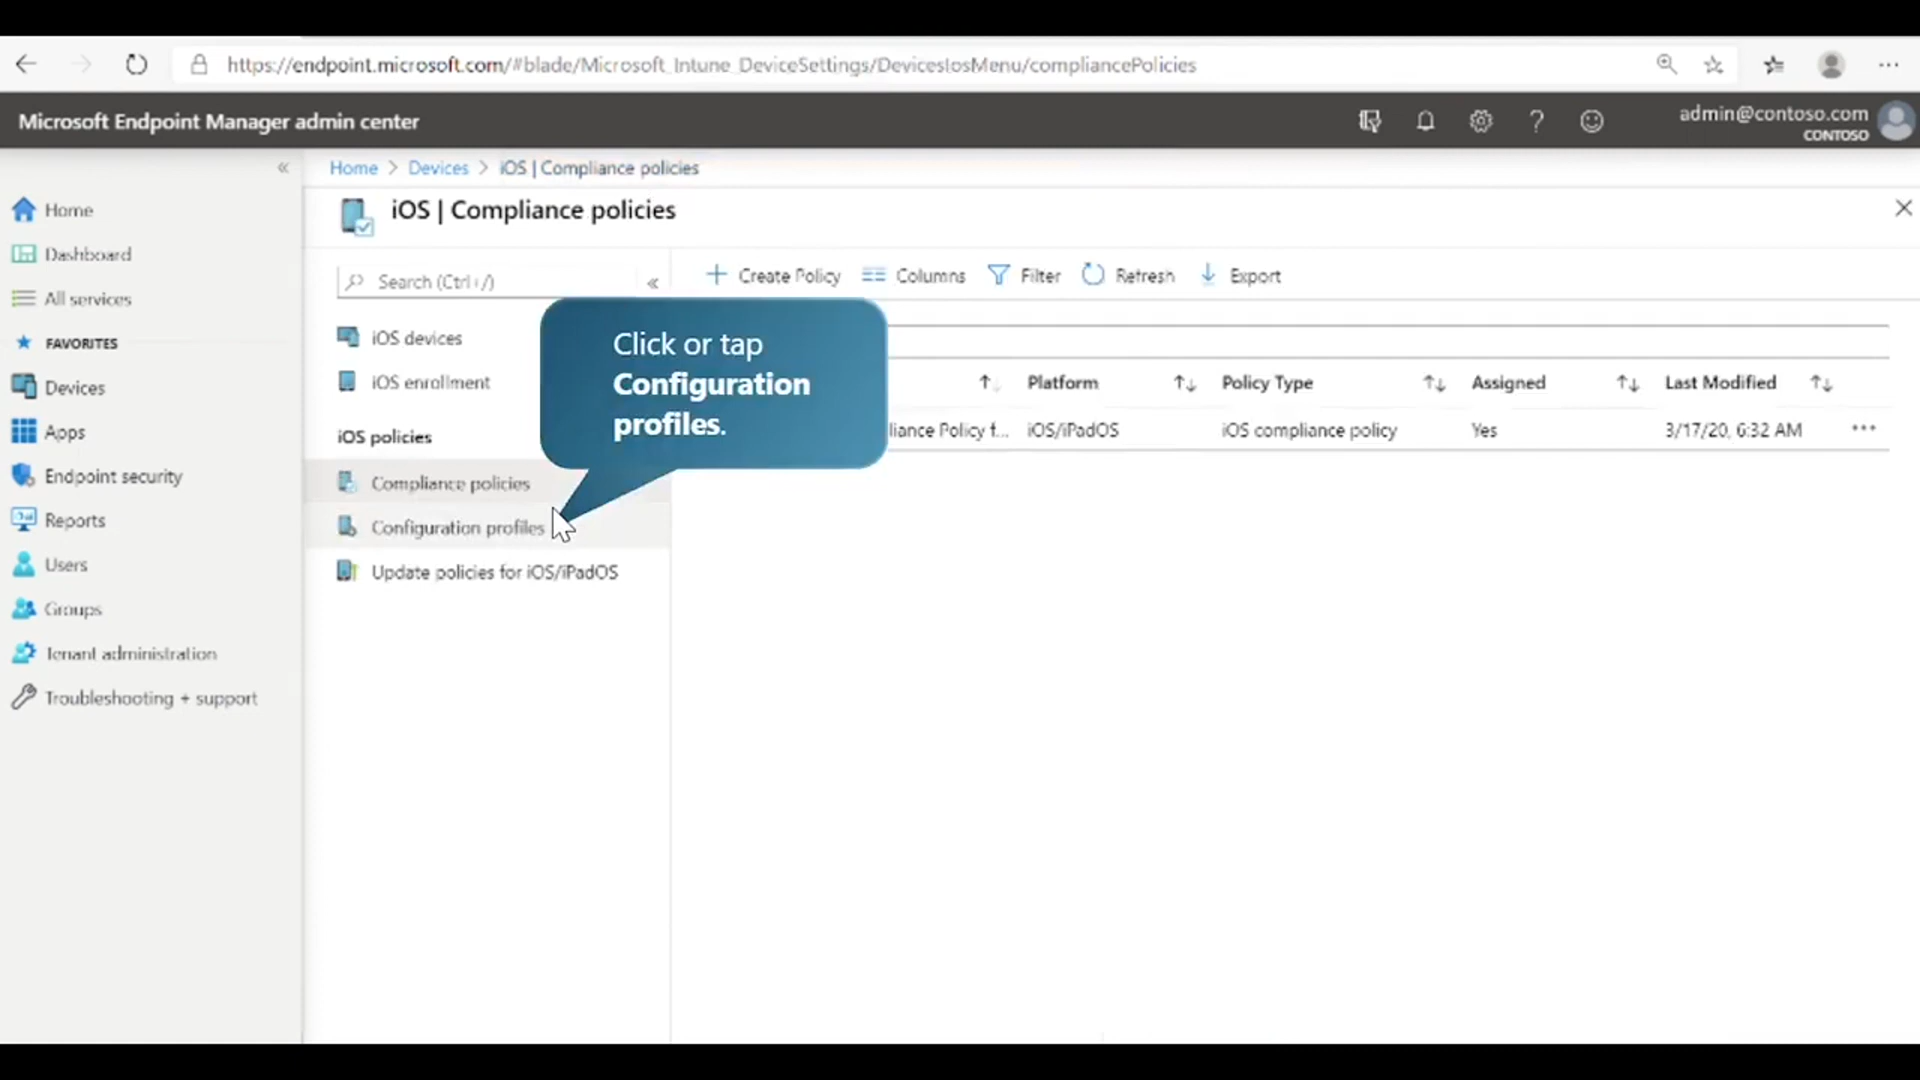 https://endpoint.microsoft.com/#blade/Microsoft_Intune_DeviceSettings/DevicesIosMenu/compliancePolicies
Microsoft Endpoint Manager admin center
admin@contoso.com
CONTOSO
Home > Devices > iOS | Compliance policies
iOS | Compliance policies
Home
Dashboard
All services
FAVORITES
Devices
Apps
Endpoint security
Reports
Users
Groups
Tenant administration
Troubleshooting + support
Search (Ctrl+/)
iOS devices
iOS enrollment
iOS policies
Compliance policies
Configuration profiles
Update policies for iOS/iPadOS
Create Policy Columns Filter Refresh Export
Click or tap
Configuration
profiles.
Platform Policy Type Assigned Last Modified
liance Policy f... iOS/iPadOS iOS compliance policy Yes 3/17/20, 6:32 AM